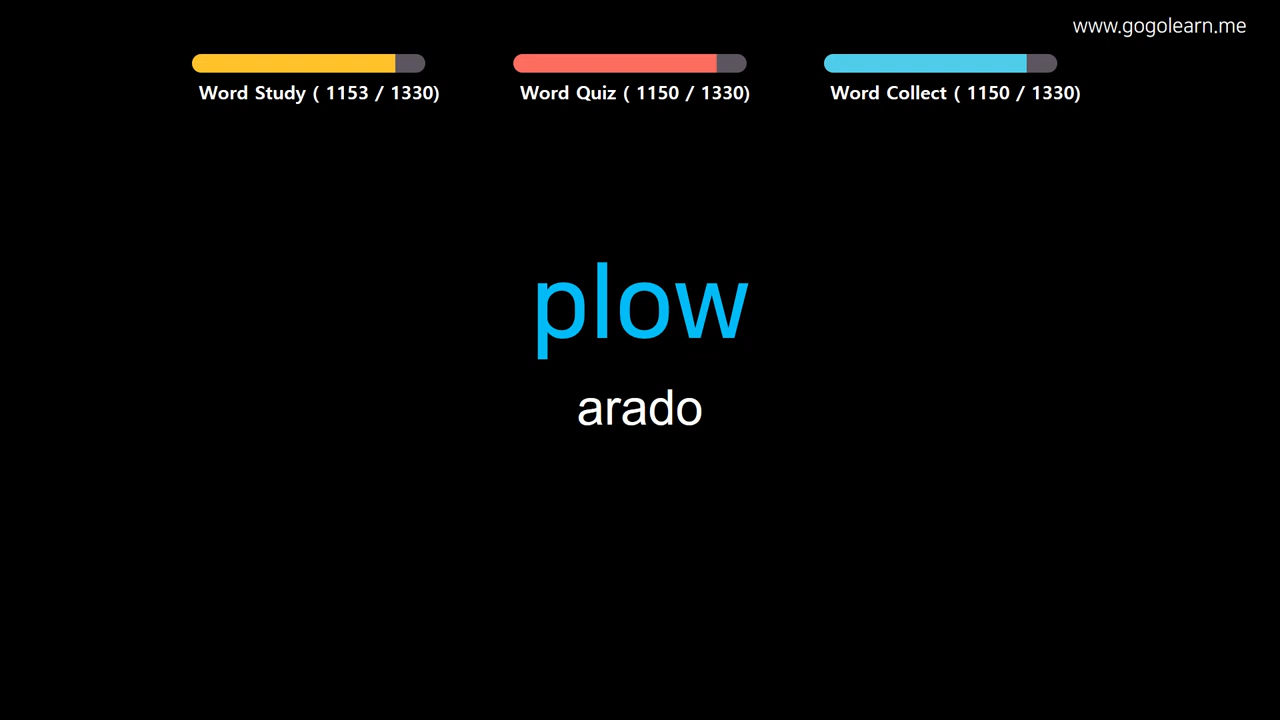 www.gogolearn.me
Word Study ( 1153 / 1330)
Word Quiz ( 1150 / 1330)
Word Collect ( 1150 / 1330)
plow
arado